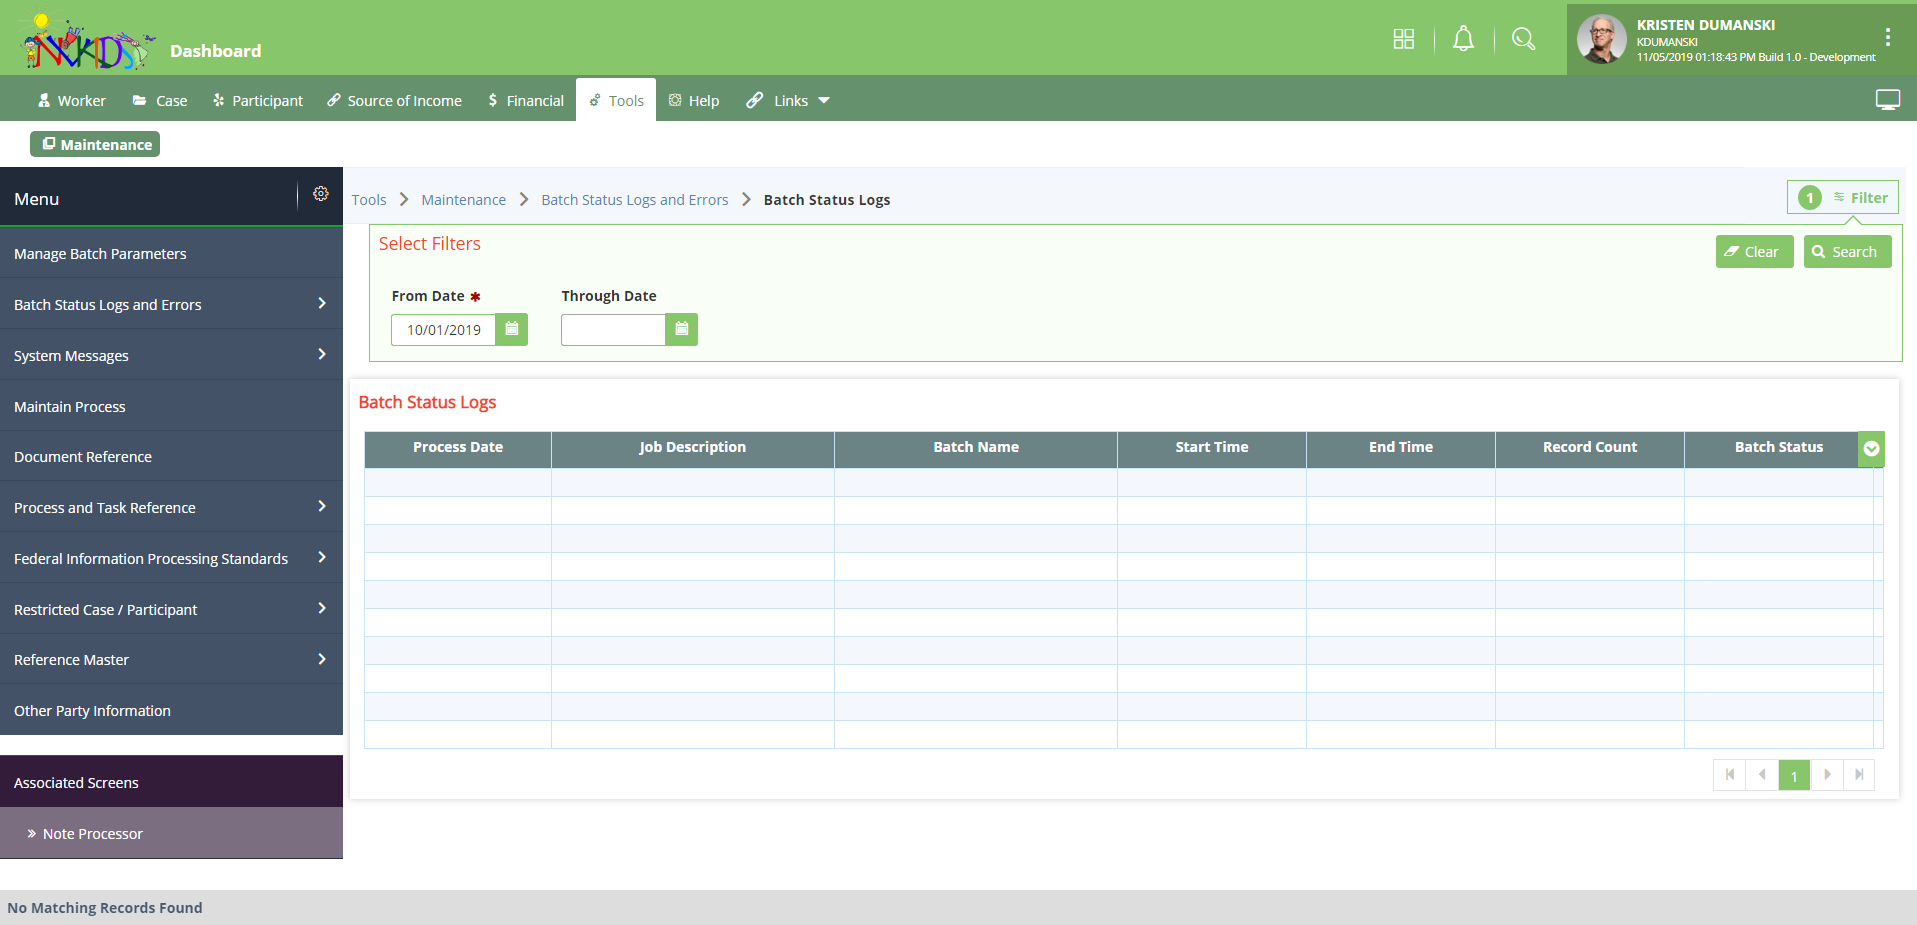 NVKIDS
Dashboard
KRISTEN DUMANSKI
KDUMANSKI
11/05/2019 01:18:43 PM Build 1.0 - Development
Worker
Case
Participant
Source of Income
Financial
Tools
Help
Links
Maintenance
Menu
Tools
Maintenance
Batch Status Logs and Errors
Batch Status Logs
1
Filter
Manage Batch Parameters
Batch Status Logs and Errors
System Messages
Maintain Process
Document Reference
Process and Task Reference
Federal Information Processing Standards
Restricted Case / Participant
Reference Master
Other Party Information
Associated Screens
» Note Processor
Select Filters
Clear
Search
From Date *
Through Date
10/01/2019
Batch Status Logs
Process Date
Job Description
Batch Name
Start Time
End Time
Record Count
Batch Status
1
No Matching Records Found